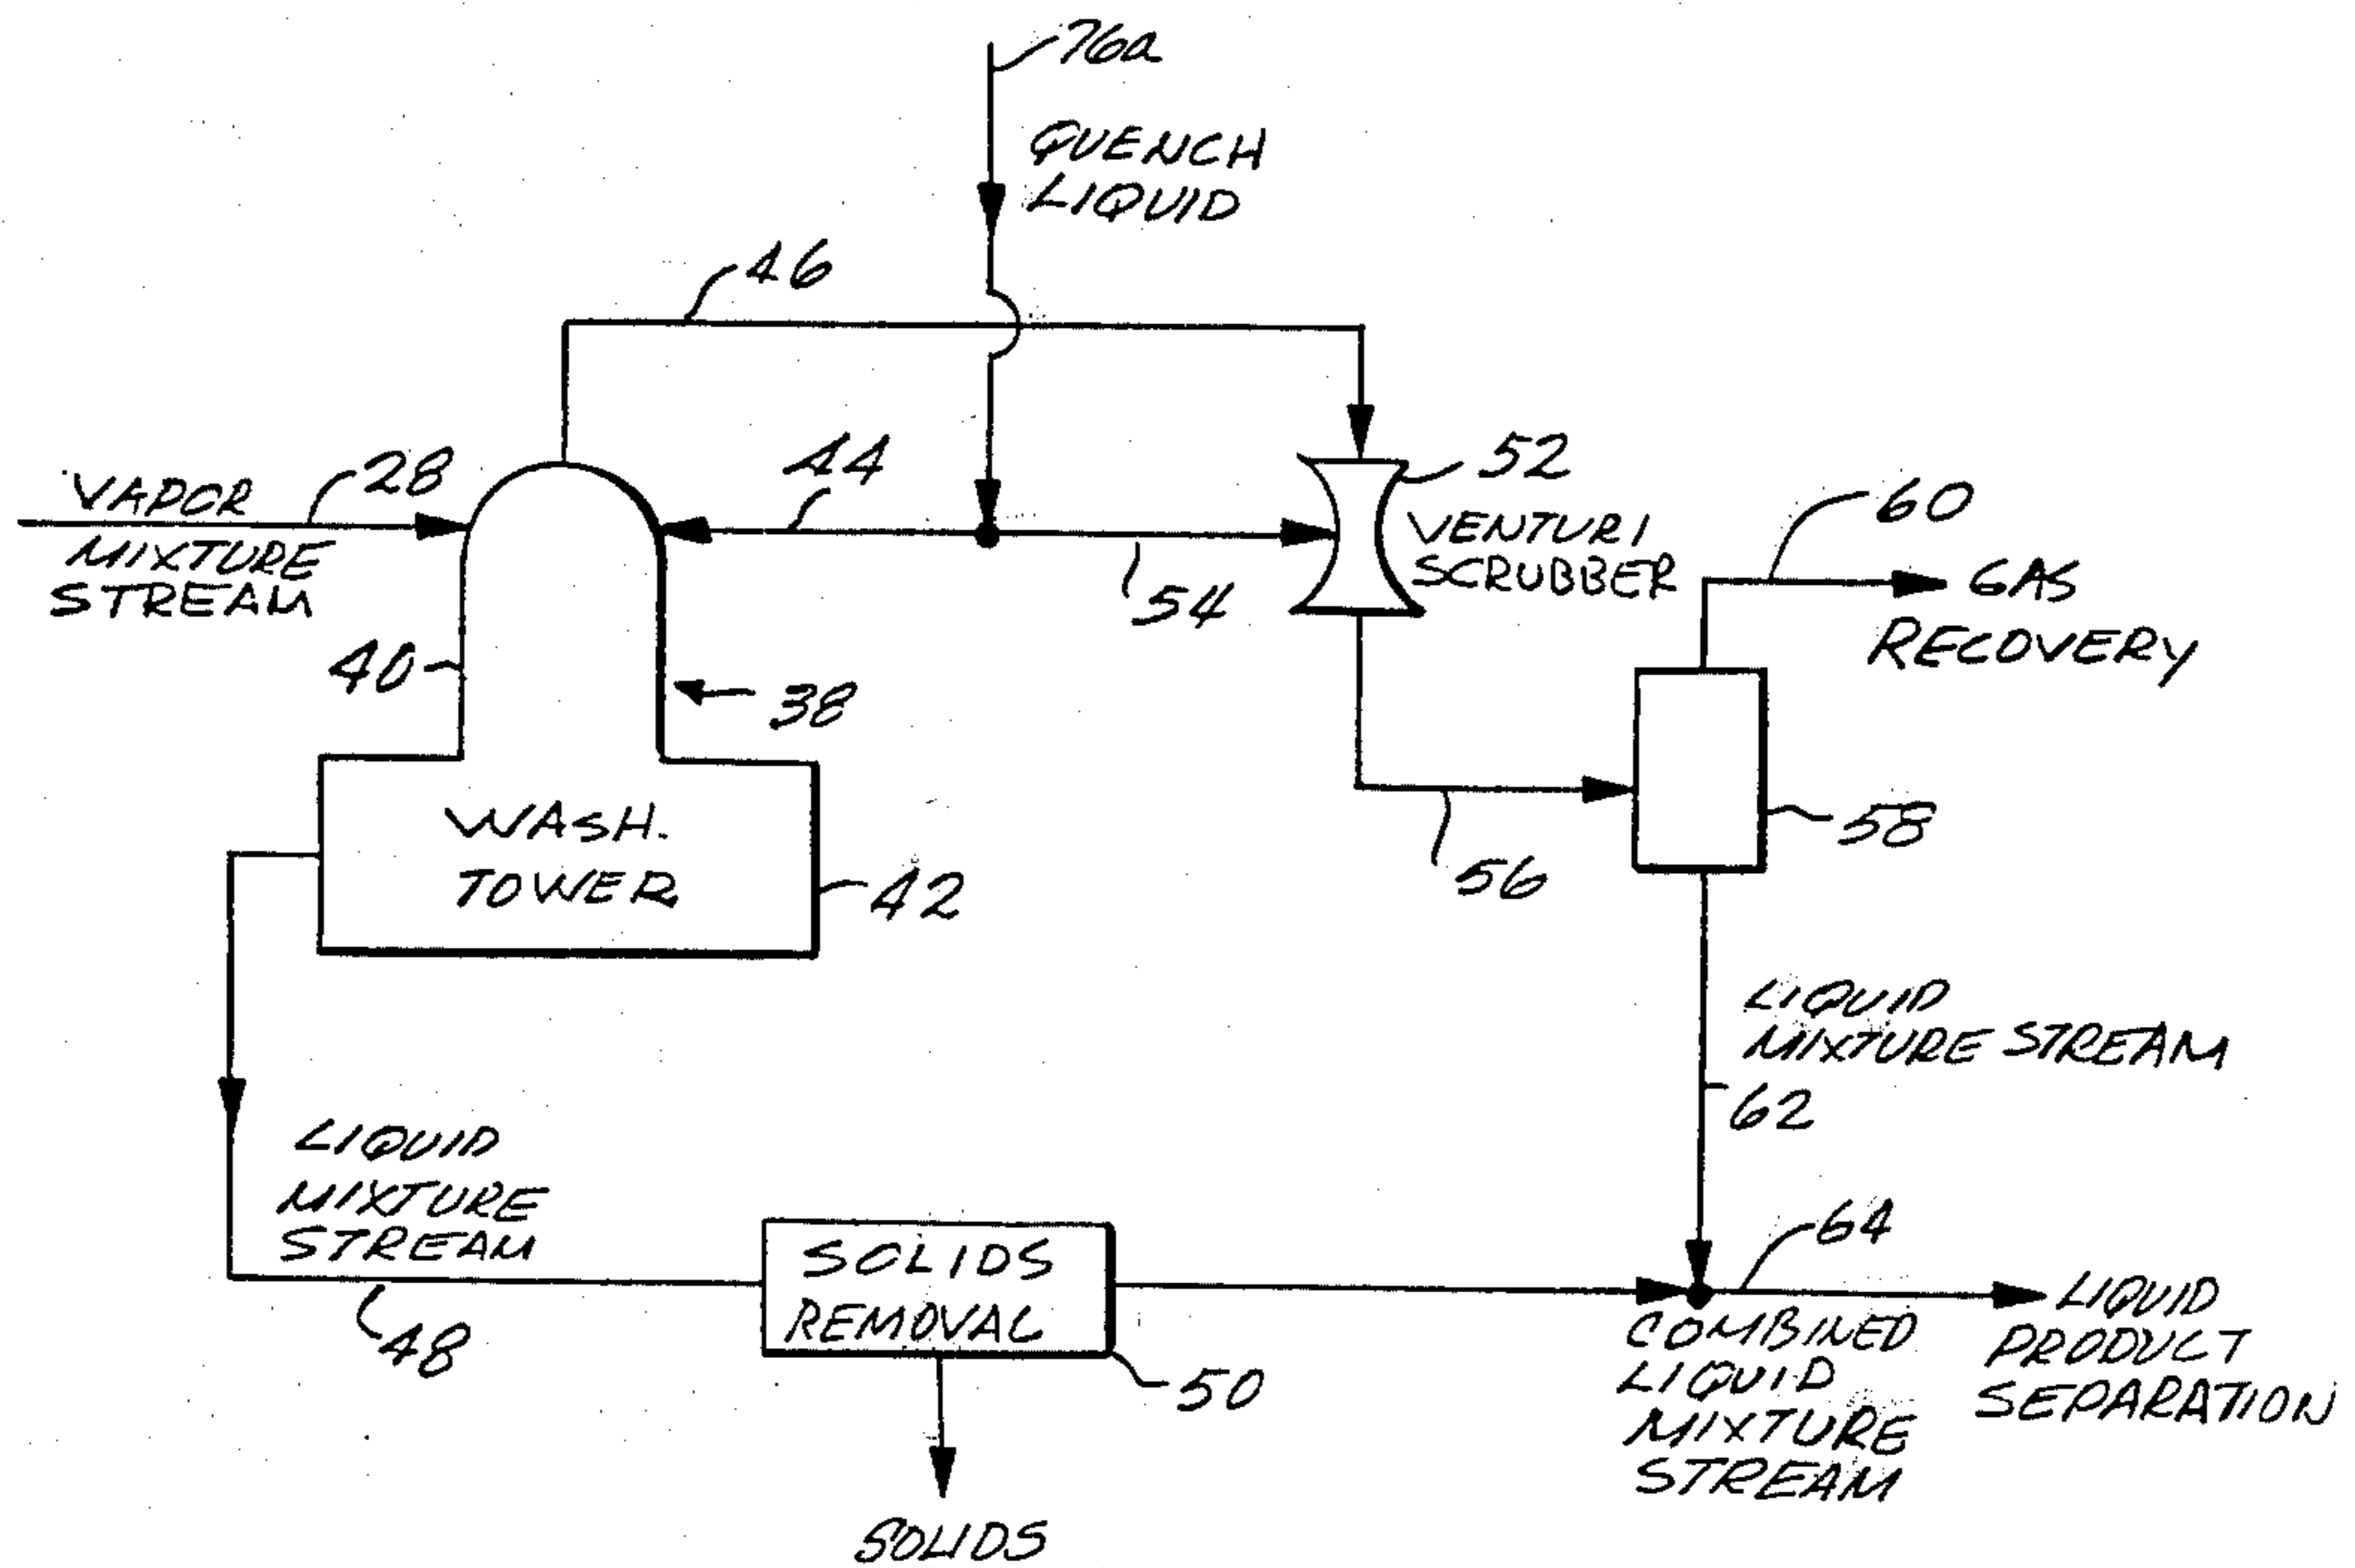 76a
QUENCH
LIQUID
46
VAPOR
28
MIXTURE
STREAM
44
52
VENTURI
SCRUBBER
54
60
GAS
RECOVERY
40
38
WASH.
TOWER
42
56
58
LIQUID
MIXTURE STREAM
62
LIQUID
MIXTURE
STREAM
48
SOLIDS
REMOVAL
50
SOLIDS
64
COMBINED
LIQUID
MIXTURE
STREAM
LIQUID
PRODUCT
SEPARATION